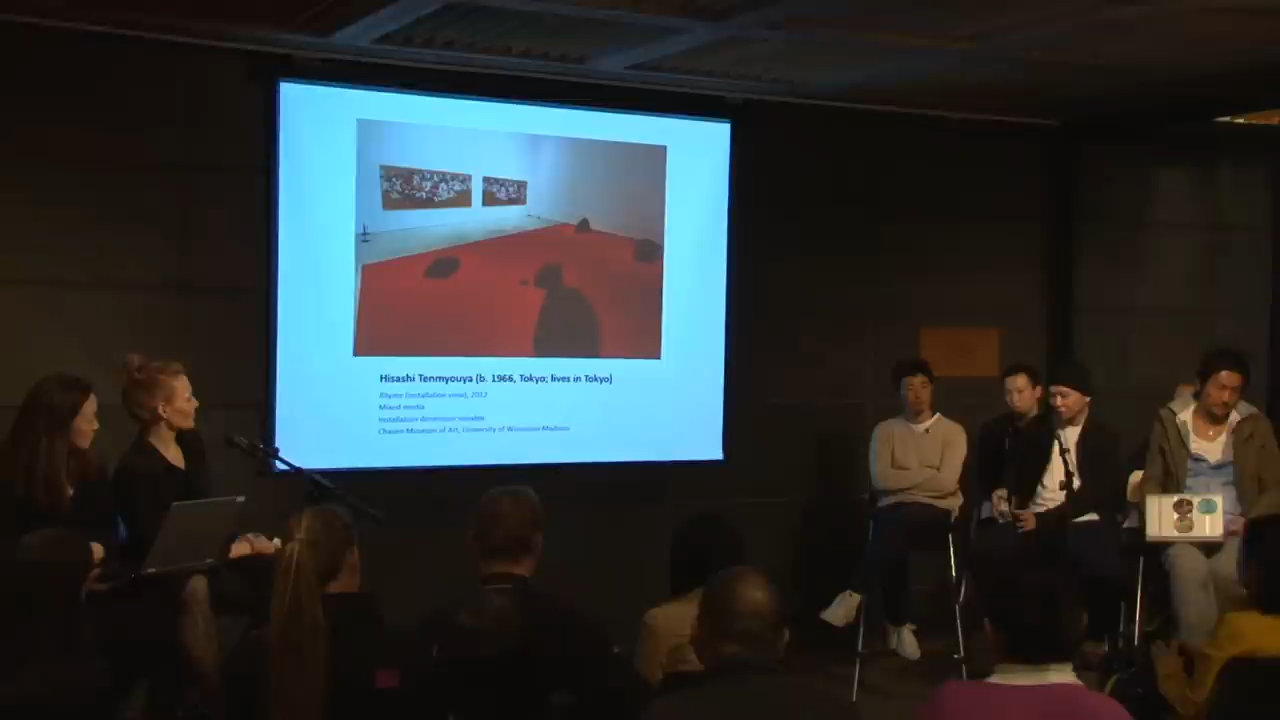 Hisashi Tenmyouya (b. 1966, Tokyo; lives in Tokyo)
Rhyme (installation view), 2012
Mixed media
Installation dimension variable
Chazen Museum of Art, University of Wisconsin-Madison